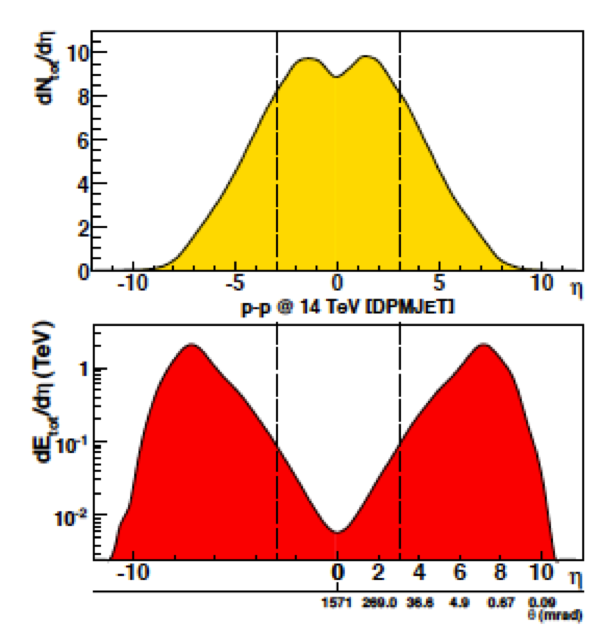 dN_tot/dη
10
8
6
4
2
0
-10 -5 0 5 10 η
p-p @ 14 TeV [DPMJET]
dE_tot/dη (TeV)
1
10⁻¹
10⁻²
-10 0 2 4 6 8 10 η
1571 269.0 36.6 4.9 0.67 0.09
θ (mrad)